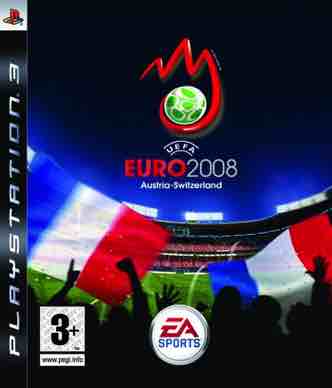 PLAYSTATION 3
UEFA
EURO2008
Austria-Switzerland
3+
www.pegi.info
EA
SPORTS